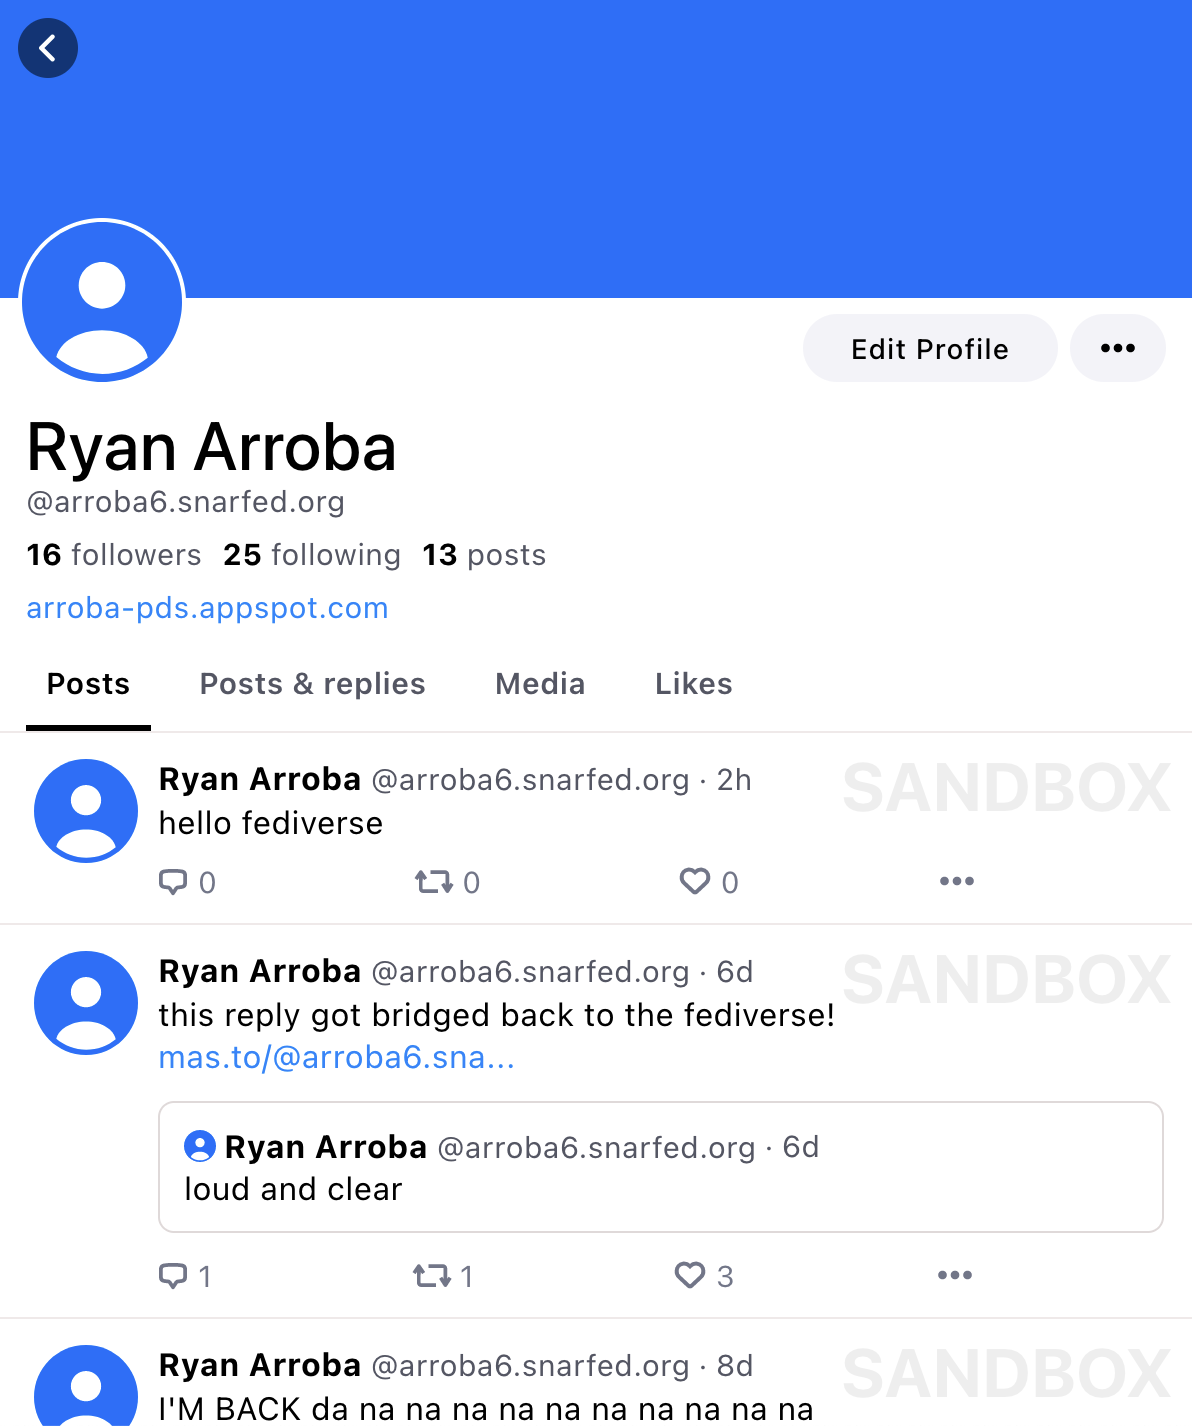 Edit Profile
Ryan Arroba
@arroba6.snarfed.org
16 followers 25 following 13 posts
arroba-pds.appspot.com
Posts Posts & replies Media Likes
Ryan Arroba @arroba6.snarfed.org · 2h SANDBOX
hello fediverse
0 0 0
Ryan Arroba @arroba6.snarfed.org · 6d SANDBOX
this reply got bridged back to the fediverse!
mas.to/@arroba6.sna...
Ryan Arroba @arroba6.snarfed.org · 6d
loud and clear
1 1 3
Ryan Arroba @arroba6.snarfed.org · 8d SANDBOX
I'M BACK da na na na na na na na na na na